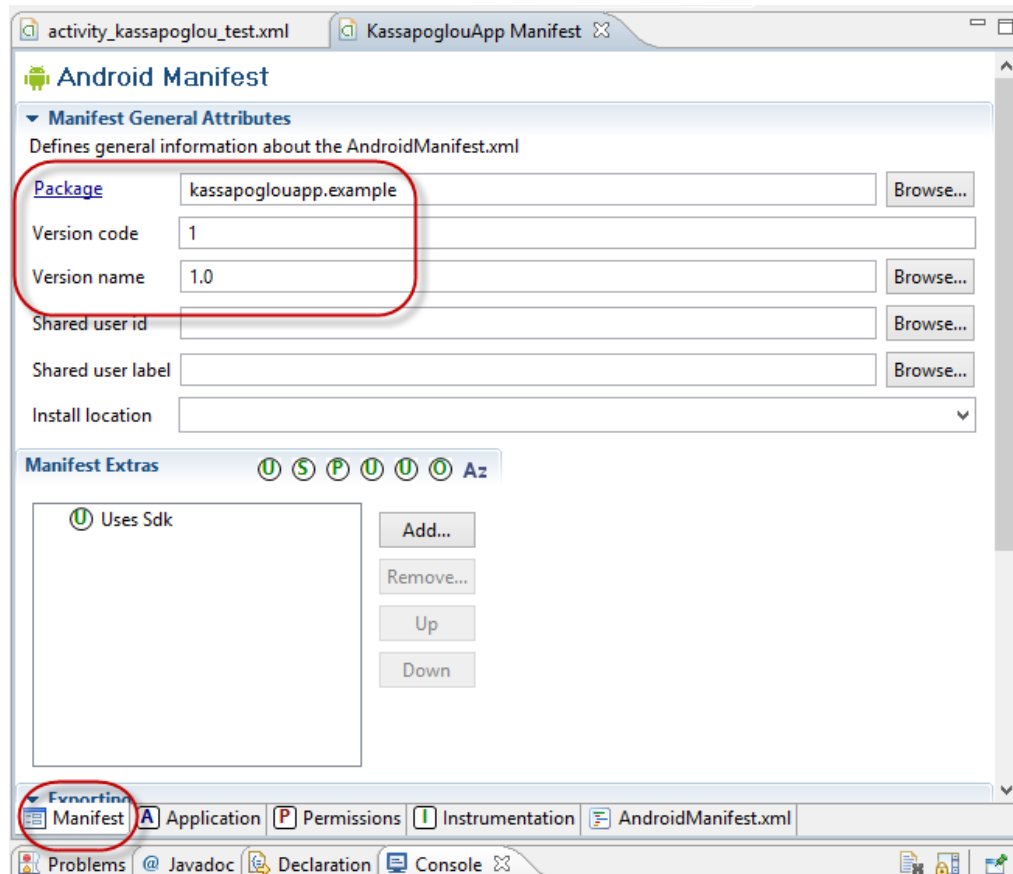 activity_kassapoglou_test.xml KassapoglouApp Manifest
Android Manifest
Manifest General Attributes
Defines general information about the AndroidManifest.xml
Package kassapoglouapp.example Browse...
Version code 1
Version name 1.0 Browse...
Shared user id Browse...
Shared user label Browse...
Install location
Manifest Extras U S P U U O Az
U Uses Sdk
Add...
Remove...
Up
Down
Exporting
Manifest A Application P Permissions I Instrumentation AndroidManifest.xml
Problems @ Javadoc Declaration Console